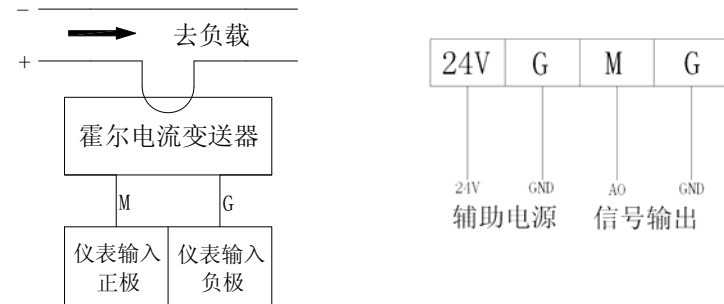 −
去负载
+
霍尔电流变送器
M
G
仪表输入
正极
仪表输入
负极
24V G M G
24V GND AO GND
辅助电源 信号输出